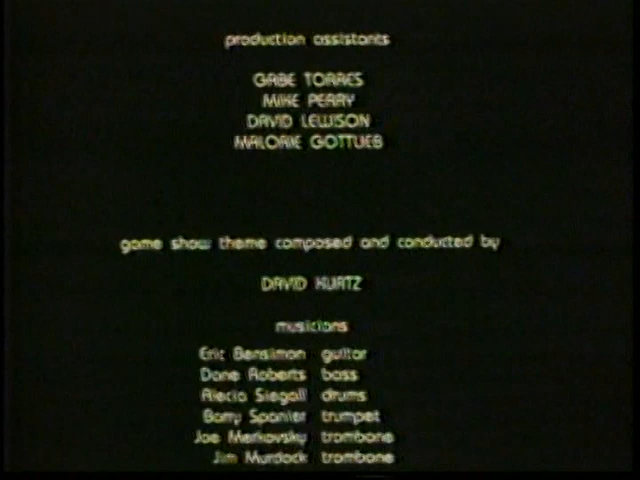 production assistants
GABE TORRES
MIKE PERRY
DAVID LEWISON
MALORIE GOTTLIEB
game show theme composed and conducted by
DAVID KURTZ
musicians
Eric Bensimon guitar
Dane Roberts bass
Alecia Siegall drums
Barry Spanier trumpet
Joe Merkovsky trombone
Jim Murdock trombone